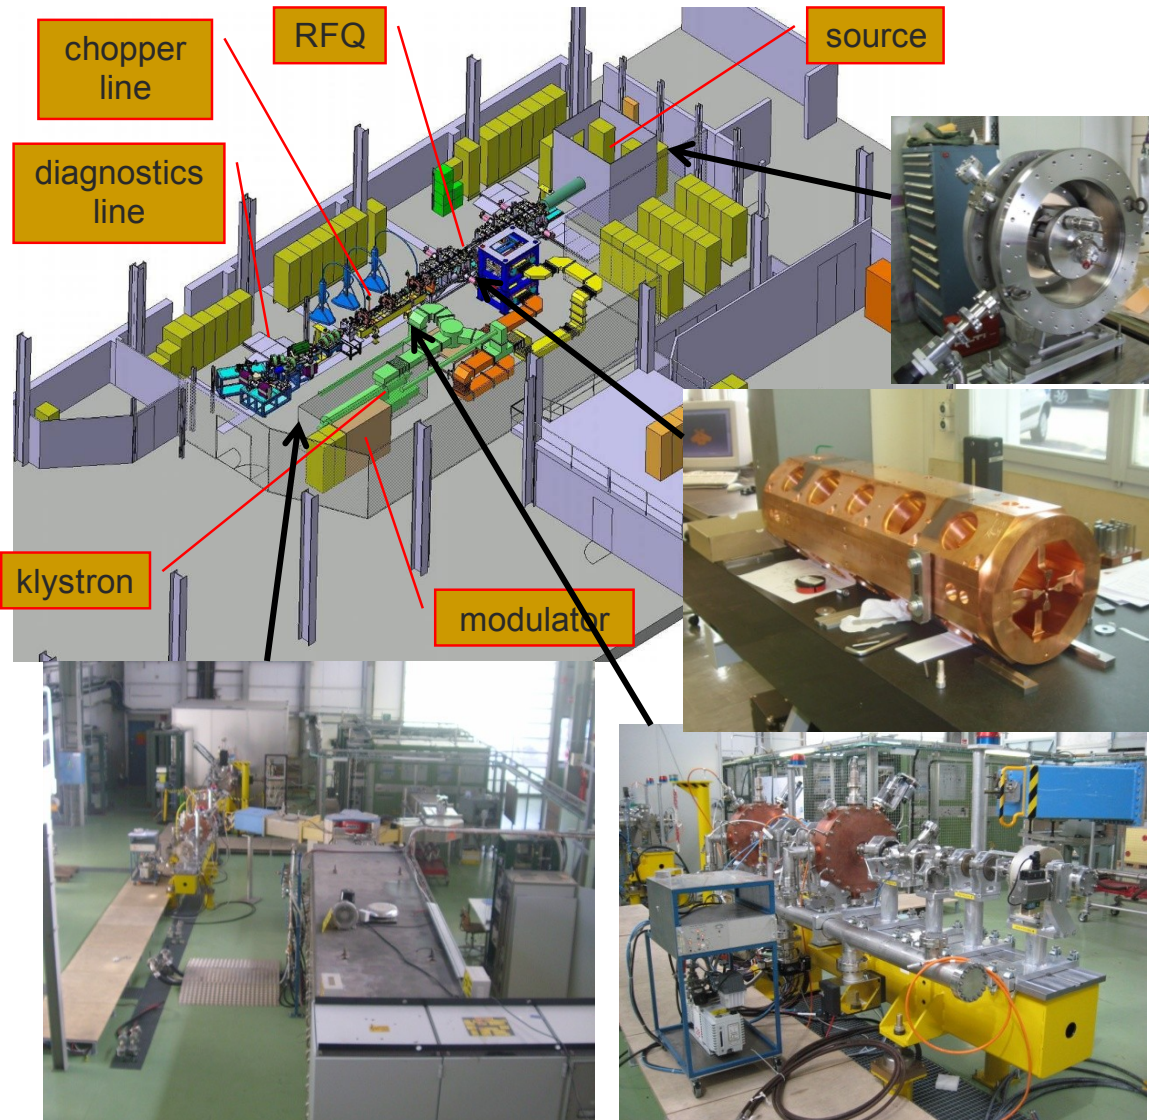 chopper
line
RFQ
source
diagnostics
line
klystron
modulator